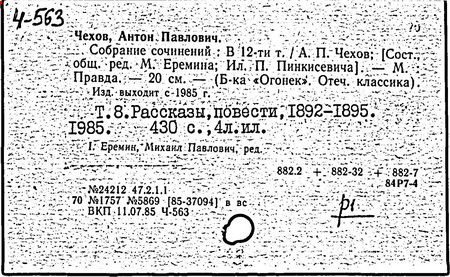 Ч-563
Чехов, Антон Павлович.
Собрание сочинений : В 12-ти т. / А. П. Чехов; [Сост.,
общ. ред. М. Еремина; Ил. П. Пинкисевича]. — М.
Правда. — 20 см. — (Б-ка «Огонек». Отеч. классика).
Изд. выходит с 1985 г.
Т.8.Рассказы,повести,1892-1895.
1985. 430 с.,4л.ил.
I. Еремин, Михаил Павлович, ред.
882.2 + 882-32 + 882-7
84Р7-4
№24212 47.2.1.1
70 №1757 №5869 [85-37094] в вс
ВКП 11.07.85 Ч-563